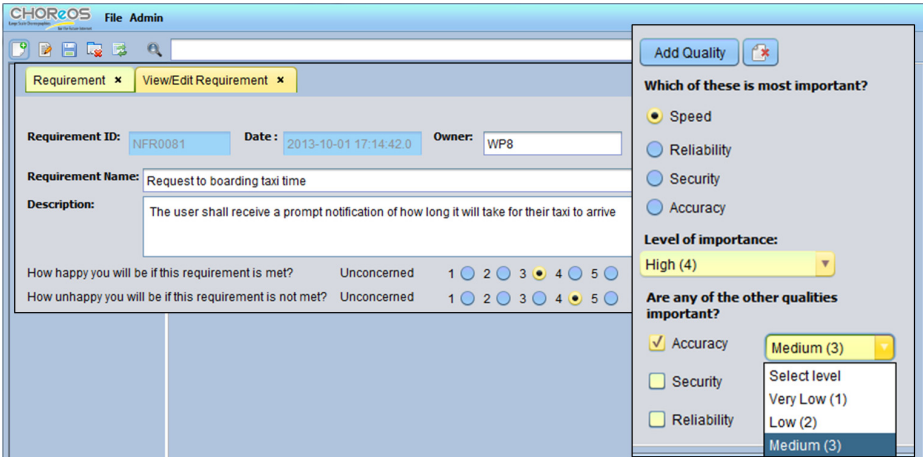 CHOReOS
File Admin
Requirement ×
View/Edit Requirement ×
Requirement ID:
NFR0081
Date :
2013-10-01 17:14:42.0
Owner:
WP8
Requirement Name:
Request to boarding taxi time
Description:
The user shall receive a prompt notification of how long it will take for their taxi to arrive
How happy you will be if this requirement is met? Unconcerned 1 2 3 4 5
How unhappy you will be if this requirement is not met? Unconcerned 1 2 3 4 5
Add Quality
Which of these is most important?
Speed
Reliability
Security
Accuracy
Level of importance:
High (4)
Are any of the other qualities
important?
Accuracy
Medium (3)
Security
Reliability
Select level
Very Low (1)
Low (2)
Medium (3)